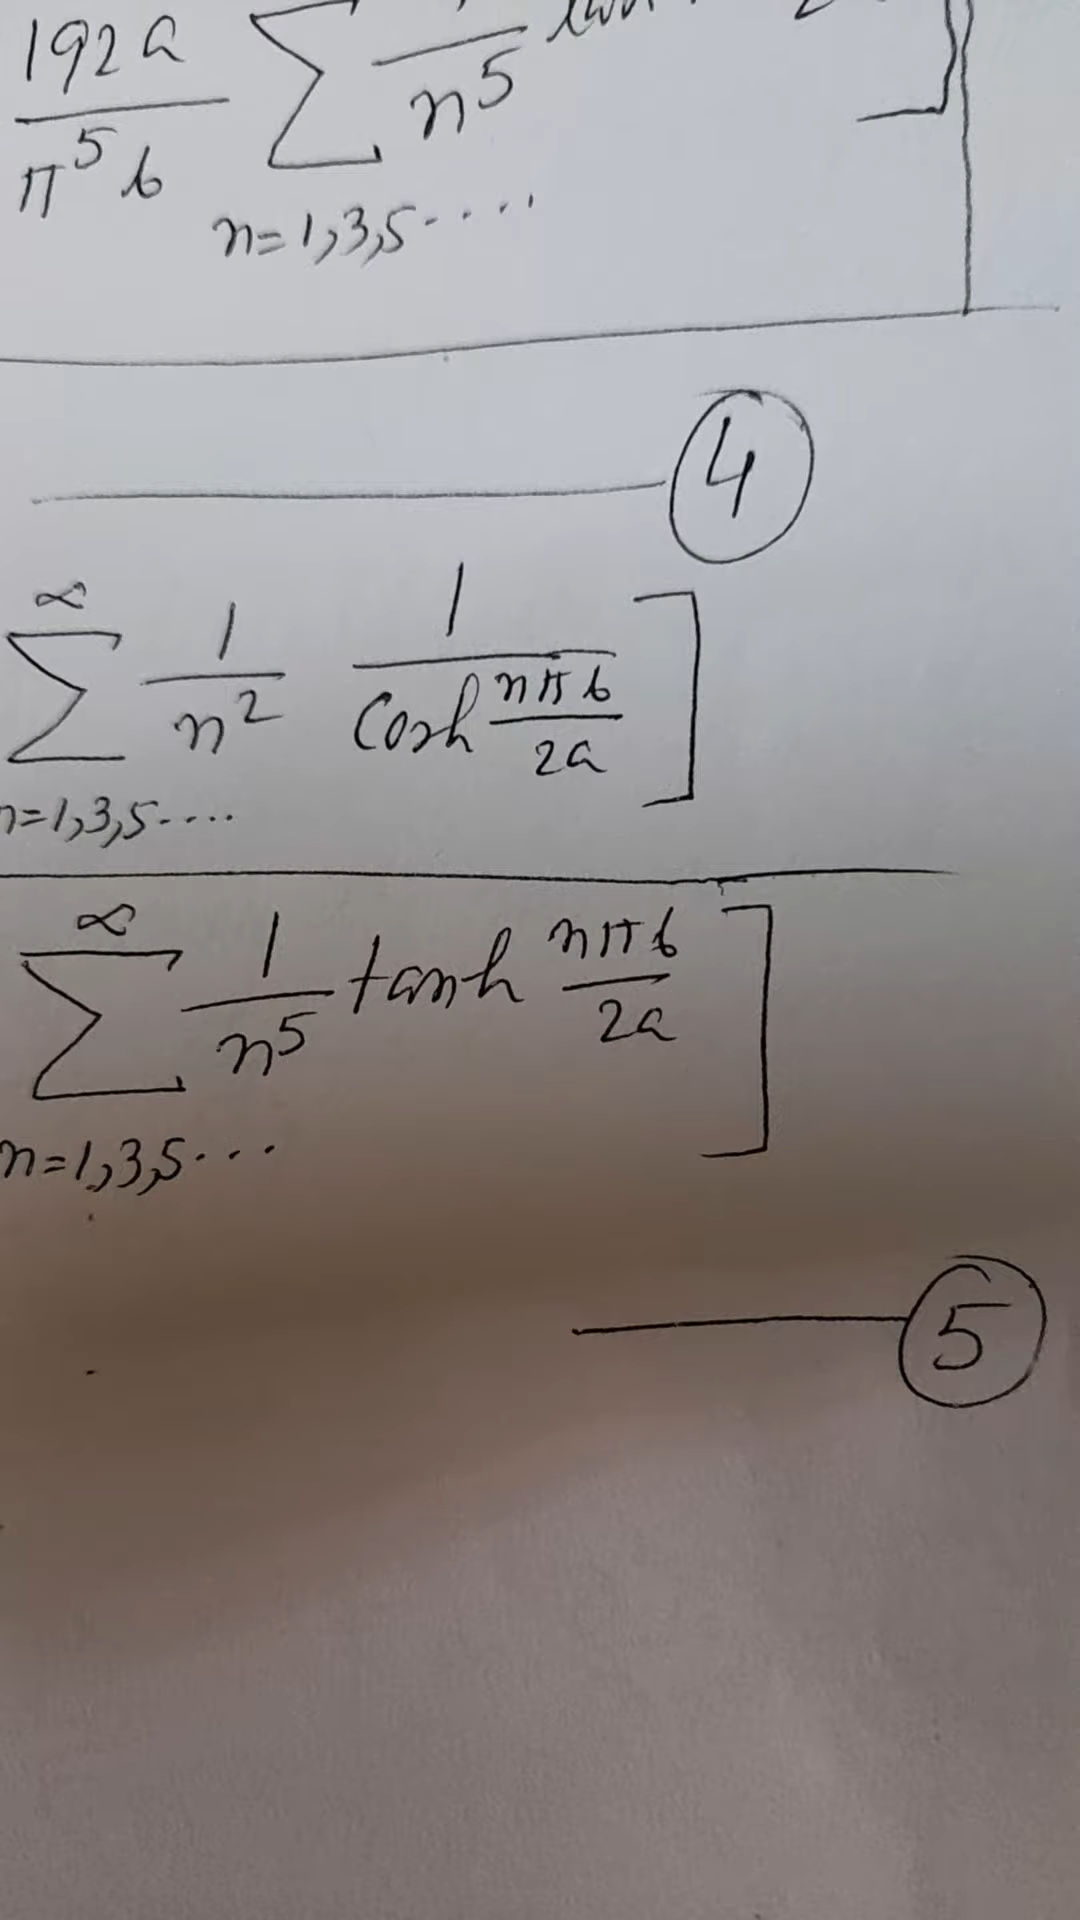 192a / π⁵b ∑ n=1,3,5..... 1/n⁵
4
∑ ∞ n=1,3,5.... 1/n² 1/Cosh nπb/2a ]
∑ ∞ n=1,3,5... 1/n⁵ tanh nπb/2a ]
5